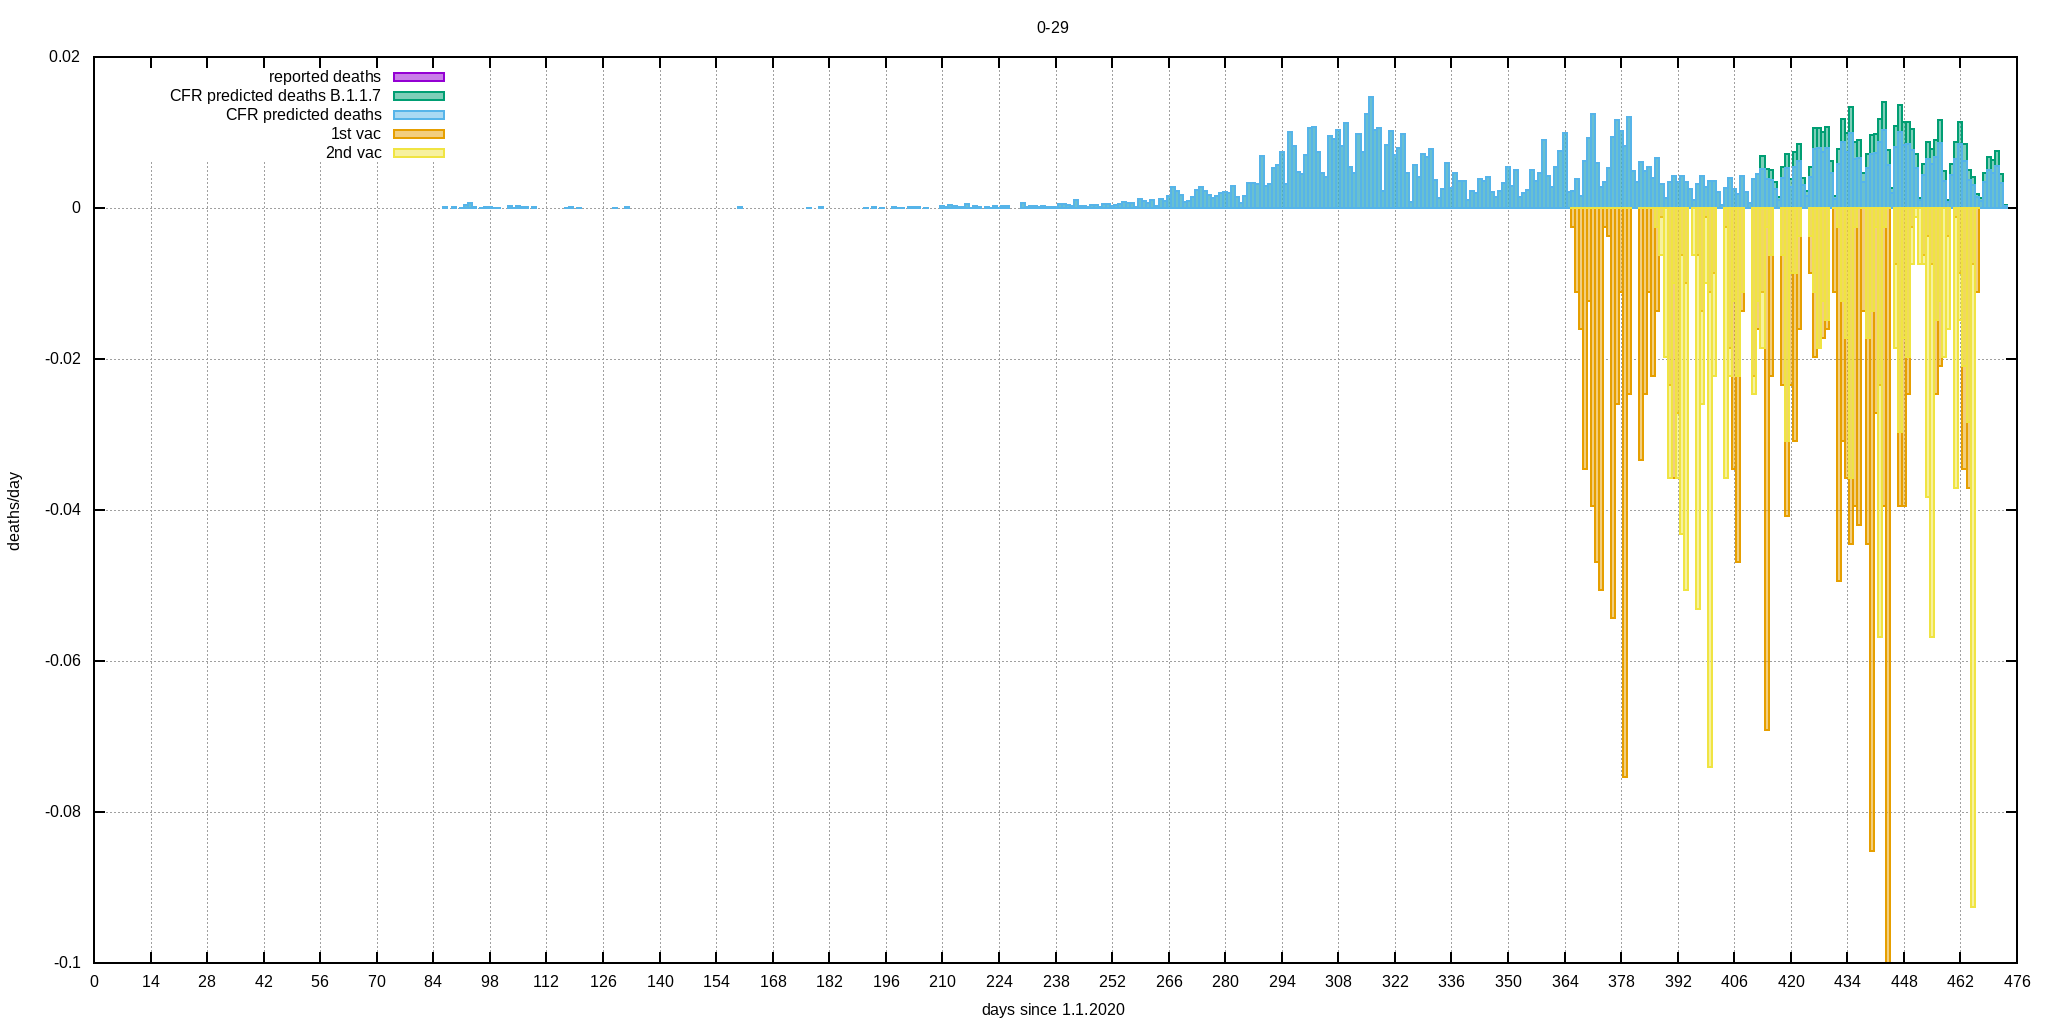 0-29
0.02
0
-0.02
-0.04
-0.06
-0.08
-0.1
deaths/day
reported deaths
CFR predicted deaths B.1.1.7
CFR predicted deaths
1st vac
2nd vac
0 14 28 42 56 70 84 98 112 126 140 154 168 182 196 210 224 238 252 266 280 294 308 322 336 350 364 378 392 406 420 434 448 462 476
days since 1.1.2020